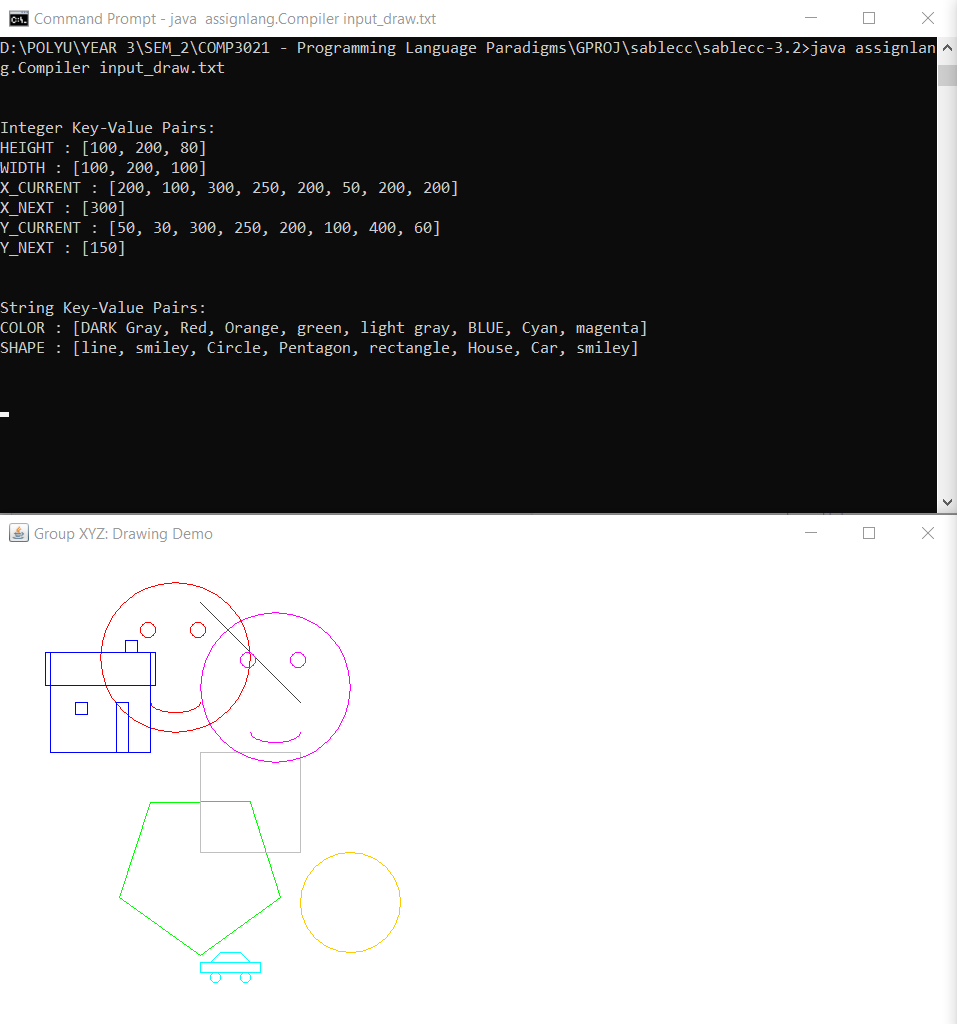 Command Prompt - java  assignlang.Compiler input_draw.txt
D:\POLYU\YEAR 3\SEM_2\COMP3021 - Programming Language Paradigms\GPROJ\sablecc\sablecc-3.2>java assignlan
g.Compiler input_draw.txt
Integer Key-Value Pairs:
HEIGHT : [100, 200, 80]
WIDTH : [100, 200, 100]
X_CURRENT : [200, 100, 300, 250, 200, 50, 200, 200]
X_NEXT : [300]
Y_CURRENT : [50, 30, 300, 250, 200, 100, 400, 60]
Y_NEXT : [150]
String Key-Value Pairs:
COLOR : [DARK Gray, Red, Orange, green, light gray, BLUE, Cyan, magenta]
SHAPE : [line, smiley, Circle, Pentagon, rectangle, House, Car, smiley]
Group XYZ: Drawing Demo